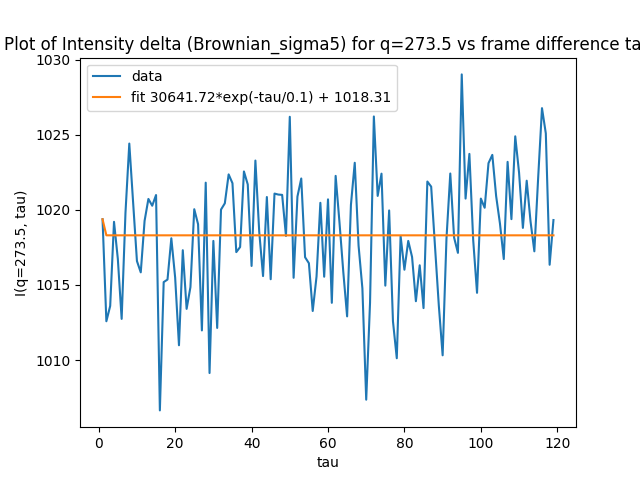 Plot of Intensity delta (Brownian_sigma5) for q=273.5 vs frame difference ta
1030
1025
1020
1015
1010
I(q=273.5, tau)
data
fit 30641.72*exp(-tau/0.1) + 1018.31
0 20 40 60 80 100 120
tau